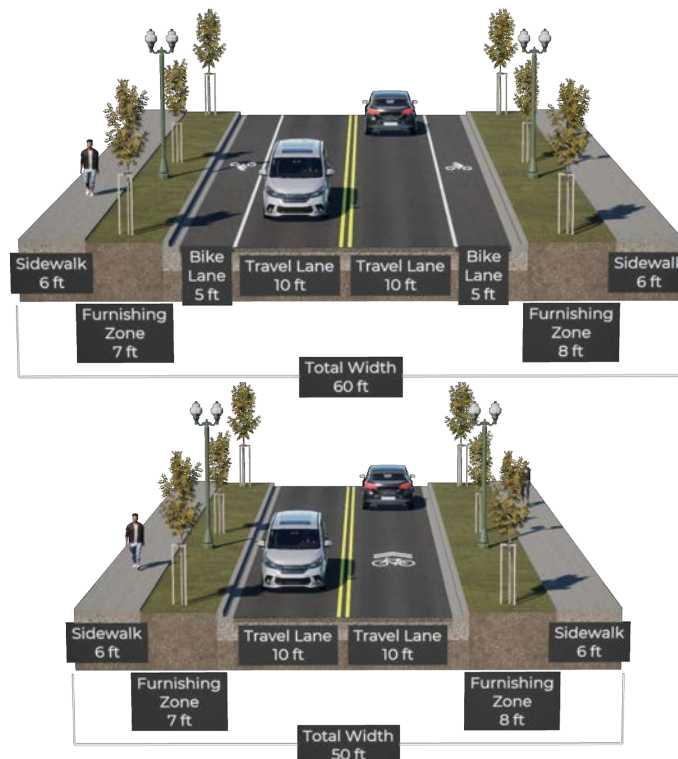 Sidewalk
6 ft
Furnishing
Zone
7 ft
Bike
Lane
5 ft
Travel Lane
10 ft
Travel Lane
10 ft
Bike
Lane
5 ft
Furnishing
Zone
8 ft
Sidewalk
6 ft
Total Width
60 ft
Sidewalk
6 ft
Furnishing
Zone
7 ft
Travel Lane
10 ft
Travel Lane
10 ft
Furnishing
Zone
8 ft
Sidewalk
6 ft
Total Width
50 ft